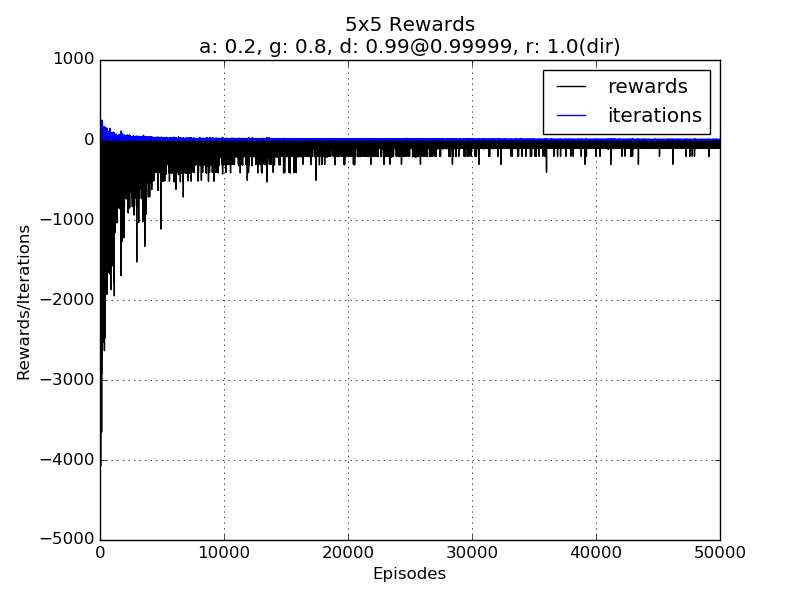 5x5 Rewards
a: 0.2, g: 0.8, d: 0.99@0.99999, r: 1.0(dir)
rewards
iterations
1000
0
−1000
−2000
−3000
−4000
−5000
Rewards/Iterations
0 10000 20000 30000 40000 50000
Episodes